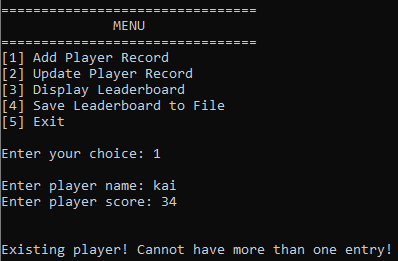 ================================
MENU
================================
[1] Add Player Record
[2] Update Player Record
[3] Display Leaderboard
[4] Save Leaderboard to File
[5] Exit
Enter your choice: 1
Enter player name: kai
Enter player score: 34
Existing player! Cannot have more than one entry!